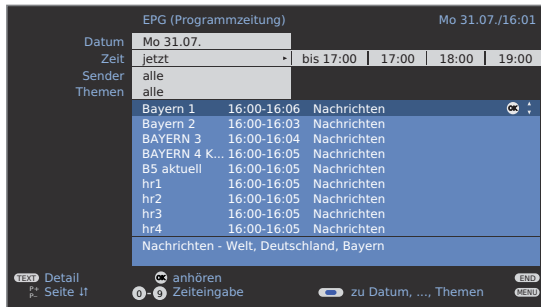 EPG (Programmzeitung) Mo 31.07./16:01
Datum Mo 31.07.
Zeit jetzt bis 17:00 17:00 18:00 19:00
Sender alle
Themen alle
Bayern 1 16:00-16:06 Nachrichten OK
Bayern 2 16:00-16:03 Nachrichten
BAYERN 3 16:00-16:04 Nachrichten
BAYERN 4 K... 16:00-16:05 Nachrichten
B5 aktuell 16:00-16:05 Nachrichten
hr1 16:00-16:05 Nachrichten
hr2 16:00-16:05 Nachrichten
hr3 16:00-16:05 Nachrichten
hr4 16:00-16:05 Nachrichten
Nachrichten - Welt, Deutschland, Bayern
TEXT Detail OK anhören END
P+ P- Seite ↓↑ 0-9 Zeiteingabe zu Datum, ..., Themen MENU